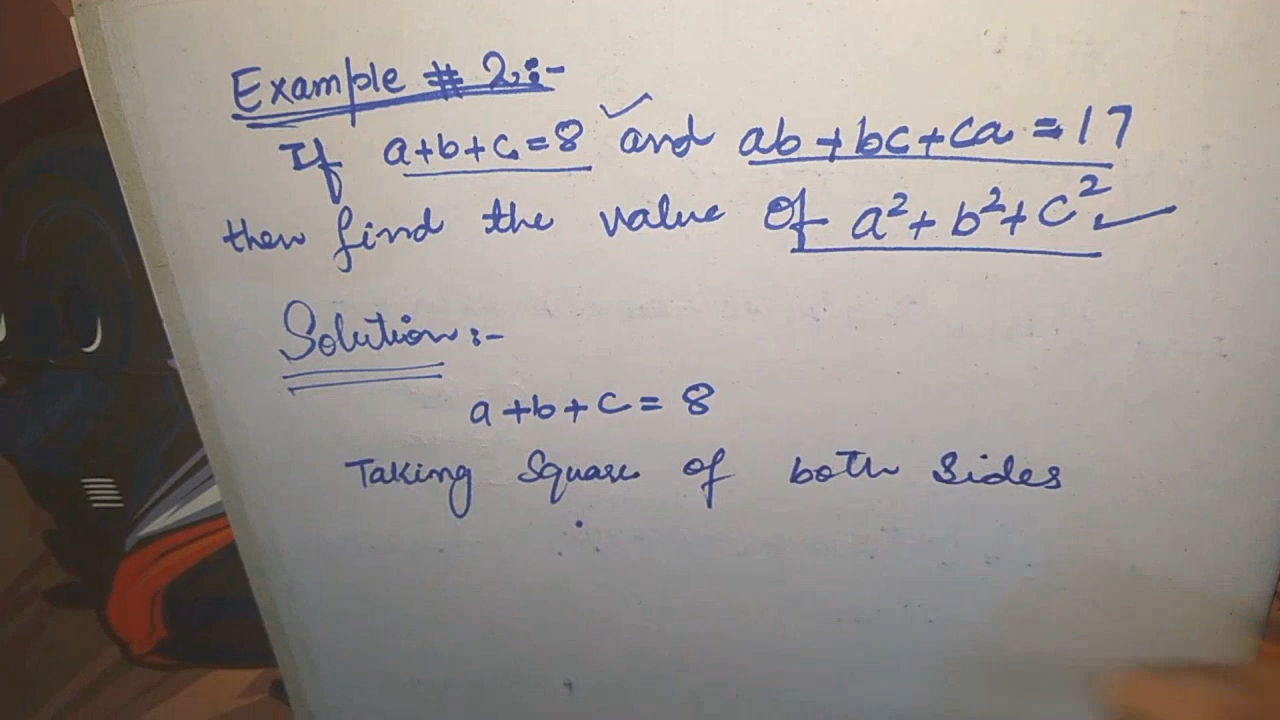 Example # 2:-
If a+b+c=8 and ab+bc+ca=17
then find the value of a²+b²+c².
Solution:-
a+b+c=8
Taking Square of both sides